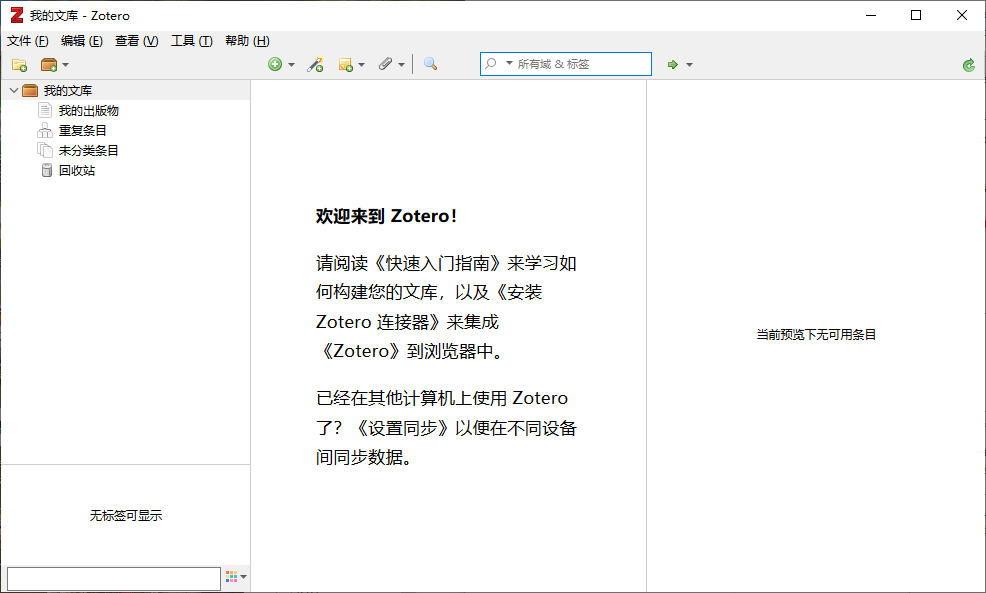 我的文库 - Zotero
文件 (F) 编辑 (E) 查看 (V) 工具 (T) 帮助 (H)
所有域 & 标签
我的文库
我的出版物
重复条目
未分类条目
回收站
欢迎来到 Zotero！
请阅读《快速入门指南》来学习如
何构建您的文库，以及《安装
Zotero 连接器》来集成
《Zotero》到浏览器中。
已经在其他计算机上使用 Zotero
了？《设置同步》以便在不同设备
间同步数据。
当前预览下无可用条目
无标签可显示